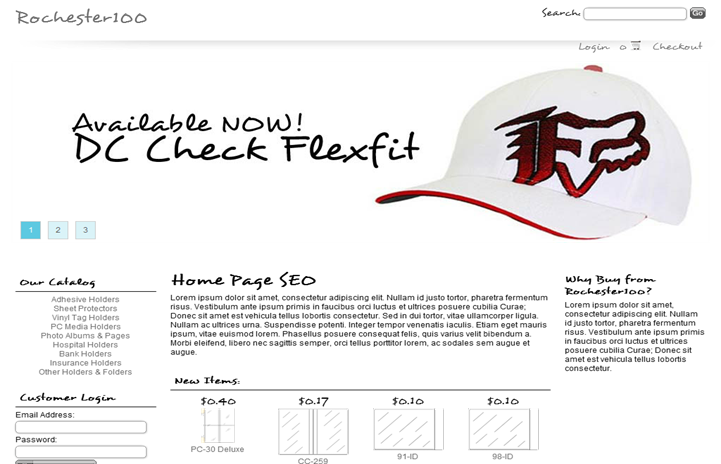 Rochester100
Search:
Go
Login 0 Checkout
Available NOW!
DC Check Flexfit
1 2 3
Our Catalog
Adhesive Holders
Sheet Protectors
Vinyl Tag Holders
PC Media Holders
Photo Albums & Pages
Hospital Holders
Bank Holders
Insurance Holders
Other Holders & Folders
Customer Login
Email Address:
Password:
Home Page SEO
Lorem ipsum dolor sit amet, consectetur adipiscing elit. Nullam id justo tortor, pharetra fermentum
risus. Vestibulum ante ipsum primis in faucibus orci luctus et ultrices posuere cubilia Curae;
Donec sit amet est vehicula tellus vestibulum consectetur. Sed in dui tortor, vitae ullamcorper ligula.
Nullam ac ultrices urna. Suspendisse potenti. Integer tempor venenatis iaculis. Etiam eget mauris
ipsum, vitae euismod lorem. Phasellus posuere consequat felis, quis varius velit bibendum a.
Morbi eleifend, libero nec sagittis semper, orci tellus porttitor lorem, ac sodales sem augue et
augue.
New Items:
$0.40 $0.17 $0.10 $0.10
PC-30 Deluxe
CC-259
91-ID
98-ID
Why Buy from
Rochester100?
Lorem ipsum dolor sit amet,
consectetur adipiscing elit.
Nullam id justo tortor,
pharetra fermentum risus.
Vestibulum ante ipsum primis
in faucibus orci luctus et
ultrices posuere cubilia
Curae; Donec sit amet est
vehicula tellus vestibulum
consectetur.